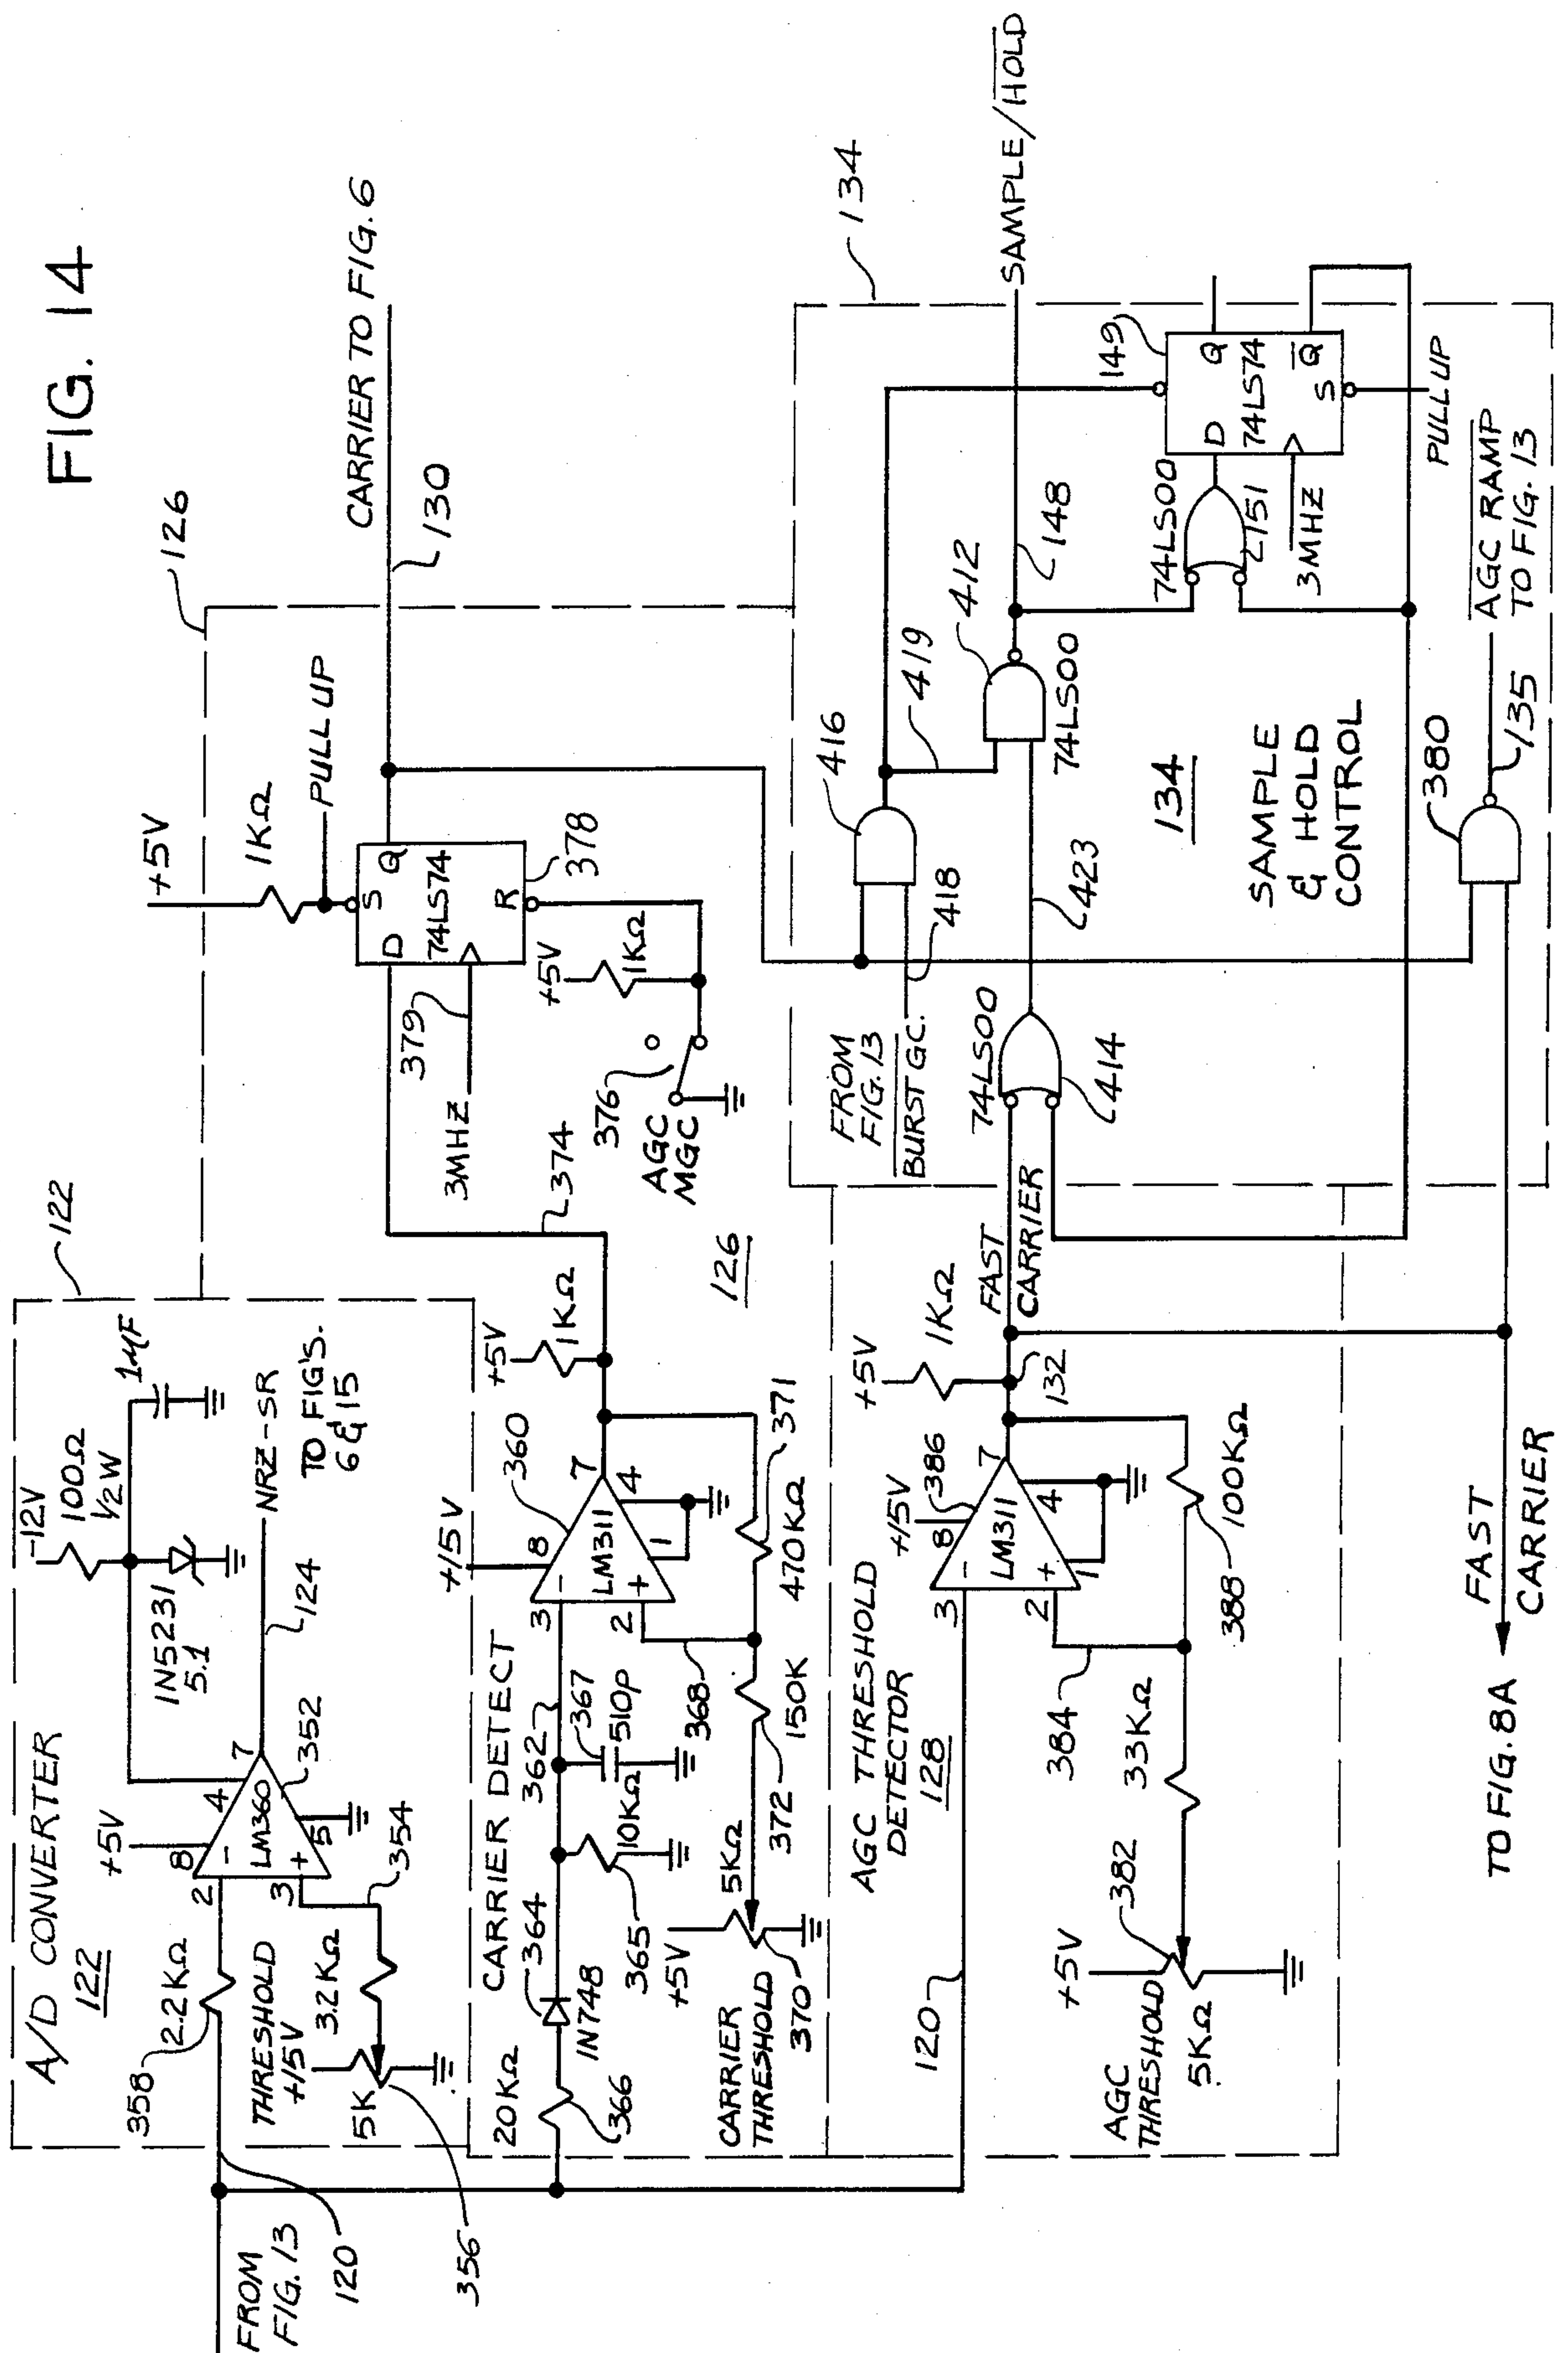 FIG. 14
122
A/D CONVERTER
122
-12V
100Ω
½W
1µF
+5V
8
4
7
2
3
5
LM360
352
1N5231
5.1
124
NRZ-SR
TO FIG'S.
6 & 15
358
2.2KΩ
THRESHOLD
+15V
3.2KΩ
5K
354
356
FROM
FIG. 13
120
126
CARRIER DETECT
20KΩ
366
1N748
364
365
10KΩ
362
367
510P
368
+15V
360
3
2
8
7
4
1
-
+
LM311
+5V
1KΩ
374
371
470KΩ
150K
372
5KΩ
+5V
CARRIER
THRESHOLD
370
126
3MHZ
379
D
Q
S
R
74LS74
378
+5V
1KΩ
PULL UP
+5V
1KΩ
376
AGC
MGC
CARRIER TO FIG. 6
130
AGC THRESHOLD
DETECTOR
128
120
+15V
386
3
2
8
7
4
1
-
+
LM311
+5V
1KΩ
132
FAST
CARRIER
384
33KΩ
388
100KΩ
+5V
382
AGC
THRESHOLD
5KΩ
FAST
CARRIER
TO FIG. 8A
134
FROM
FIG. 13
BURST GC.
418
416
419
412
74LS00
148
SAMPLE/HOLD
74LS00
414
423
134
SAMPLE
& HOLD
CONTROL
74LS00
151
3MHZ
149
D
Q
74LS74
Q
S
PULL UP
380
135
AGC RAMP
TO FIG. 13